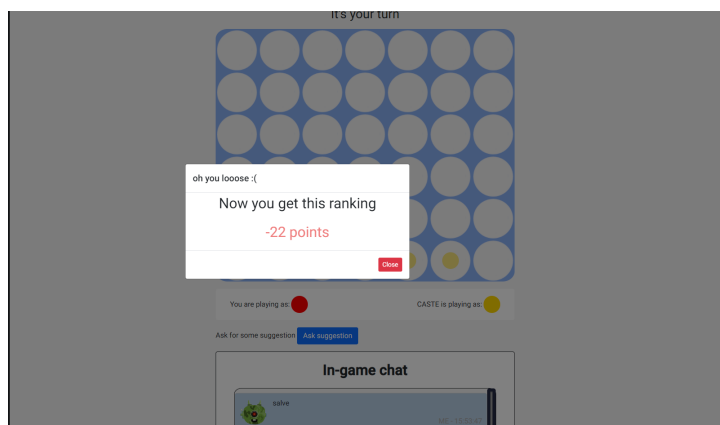 It's your turn
oh you looose :(
Now you get this ranking
-22 points
Close
You are playing as:
CASTE is playing as:
Ask for some suggestion Ask suggestion
In-game chat
salve